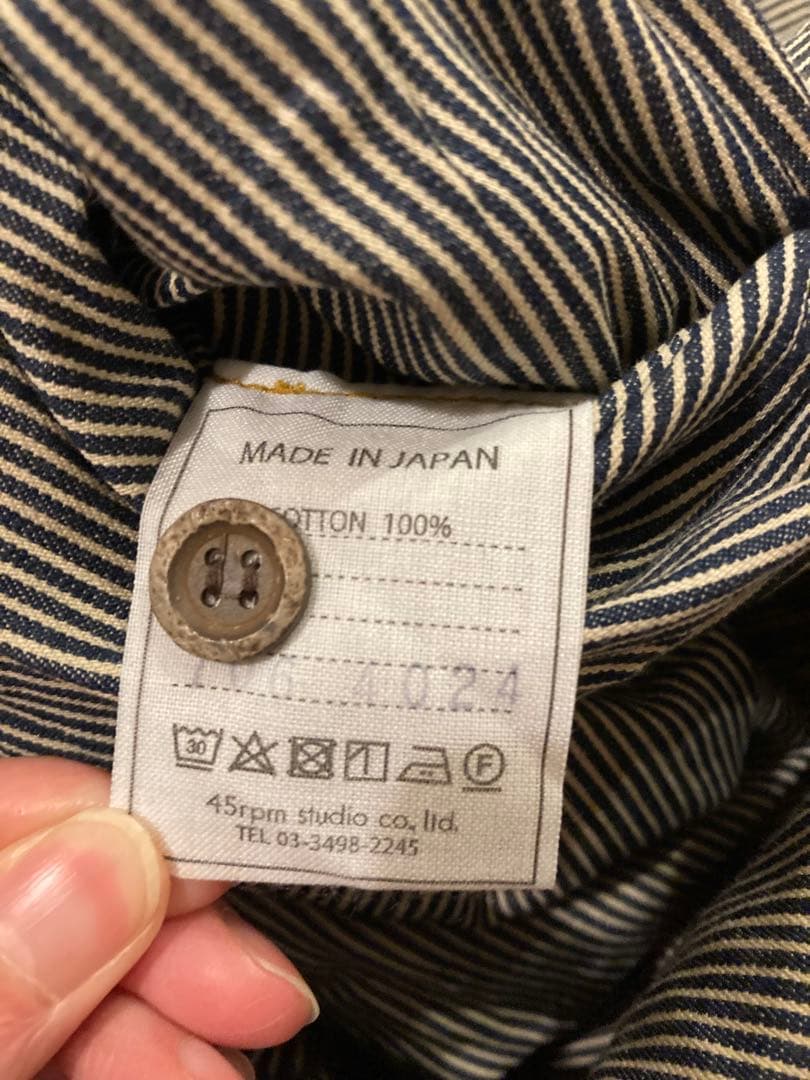 MADE IN JAPAN
COTTON 100%
4024
30
F
45rpm studio co., ltd.
TEL 03-3498-2245